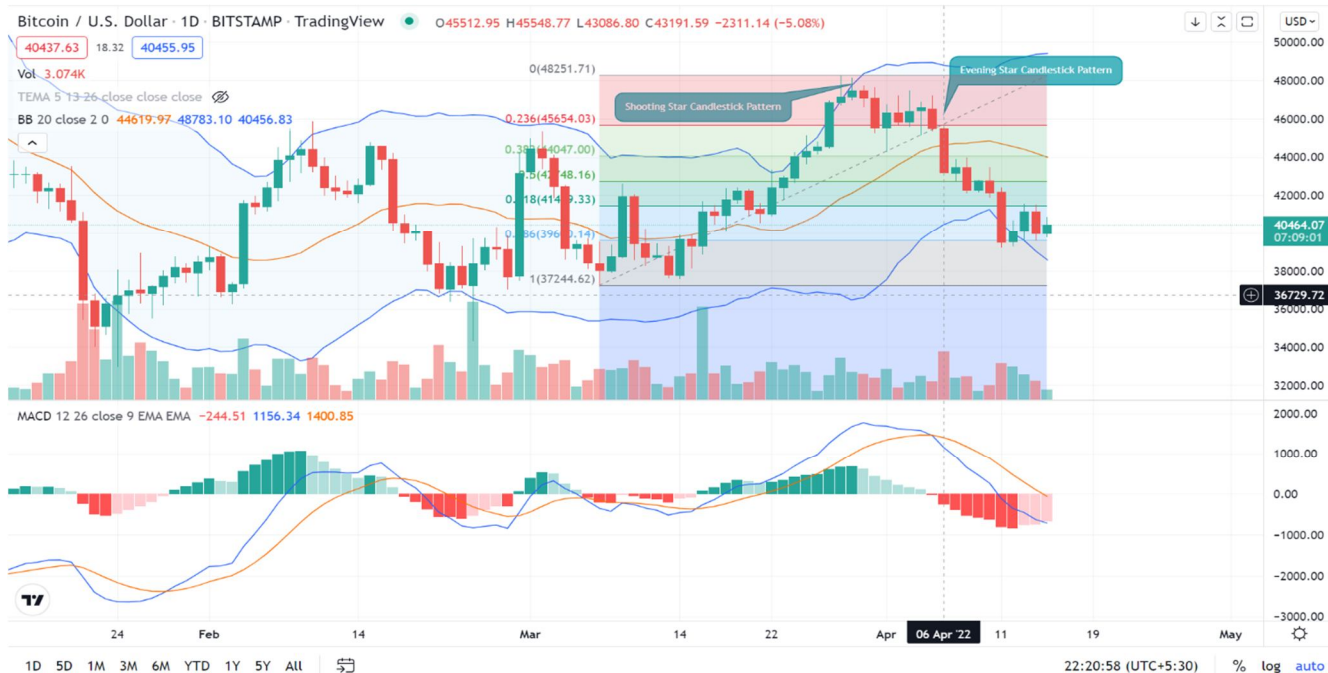 Bitcoin / U.S. Dollar · 1D · BITSTAMP · TradingView O45512.95 H45548.77 L43086.80 C43191.59 −2311.14 (−5.08%)
USD
40437.63 18.32 40455.95
Vol 3.074K
TEMA 5 13 26 close close close
BB 20 close 2 0 44619.97 48783.10 40456.83
0(48251.71)
Shooting Star Candlestick Pattern
Evening Star Candlestick Pattern
0.236(45654.03)
1(37244.62)
50000.00
48000.00
46000.00
44000.00
42000.00
40464.07
07:09:01
38000.00
36729.72
34000.00
32000.00
MACD 12 26 close 9 EMA EMA −244.51 1156.34 1400.85
2000.00
1000.00
0.00
−1000.00
−2000.00
−3000.00
24 Feb 14 Mar 14 22 Apr 06 Apr '22 11 19 May
1D 5D 1M 3M 6M YTD 1Y 5Y All
22:20:58 (UTC+5:30) % log auto